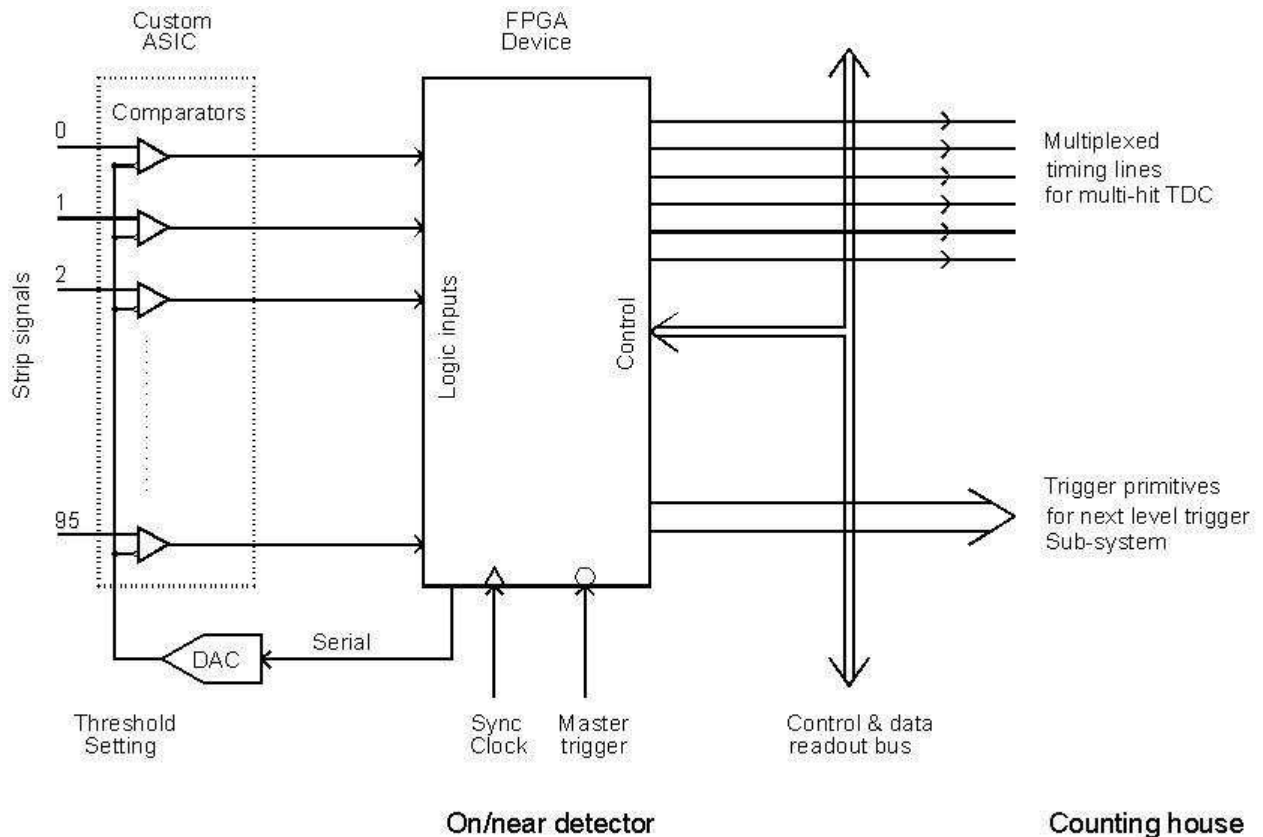 Custom
ASIC
FPGA
Device
Comparators
0
1
2
95
Strip signals
Logic inputs
Control
Multiplexed
timing lines
for multi-hit TDC
Trigger primitives
for next level trigger
Sub-system
DAC
Serial
Threshold
Setting
Sync
Clock
Master
trigger
Control & data
readout bus
On/near detector
Counting house